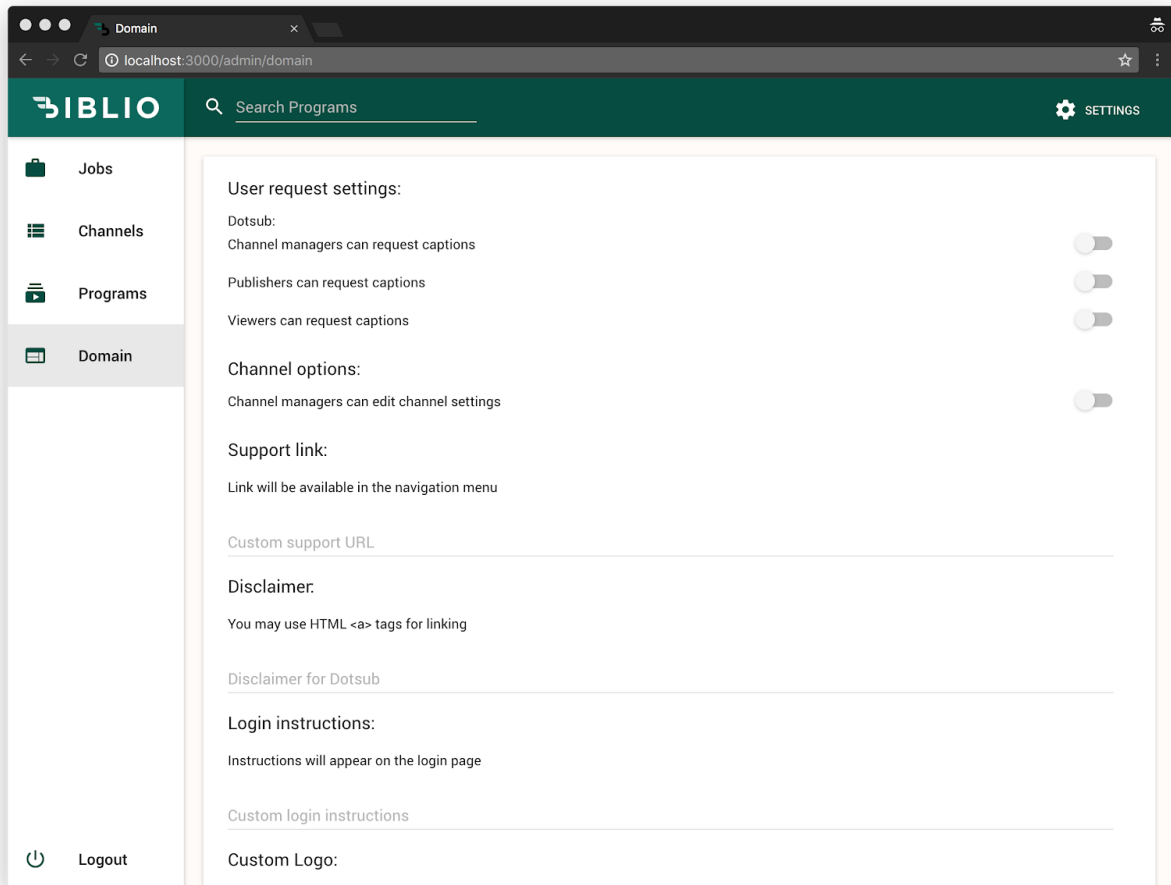 Domain
localhost:3000/admin/domain
BIBLIO
Search Programs
SETTINGS
Jobs
Channels
Programs
Domain
Logout
User request settings:
Dotsub:
Channel managers can request captions
Publishers can request captions
Viewers can request captions
Channel options:
Channel managers can edit channel settings
Support link:
Link will be available in the navigation menu
Custom support URL
Disclaimer:
You may use HTML <a> tags for linking
Disclaimer for Dotsub
Login instructions:
Instructions will appear on the login page
Custom login instructions
Custom Logo: